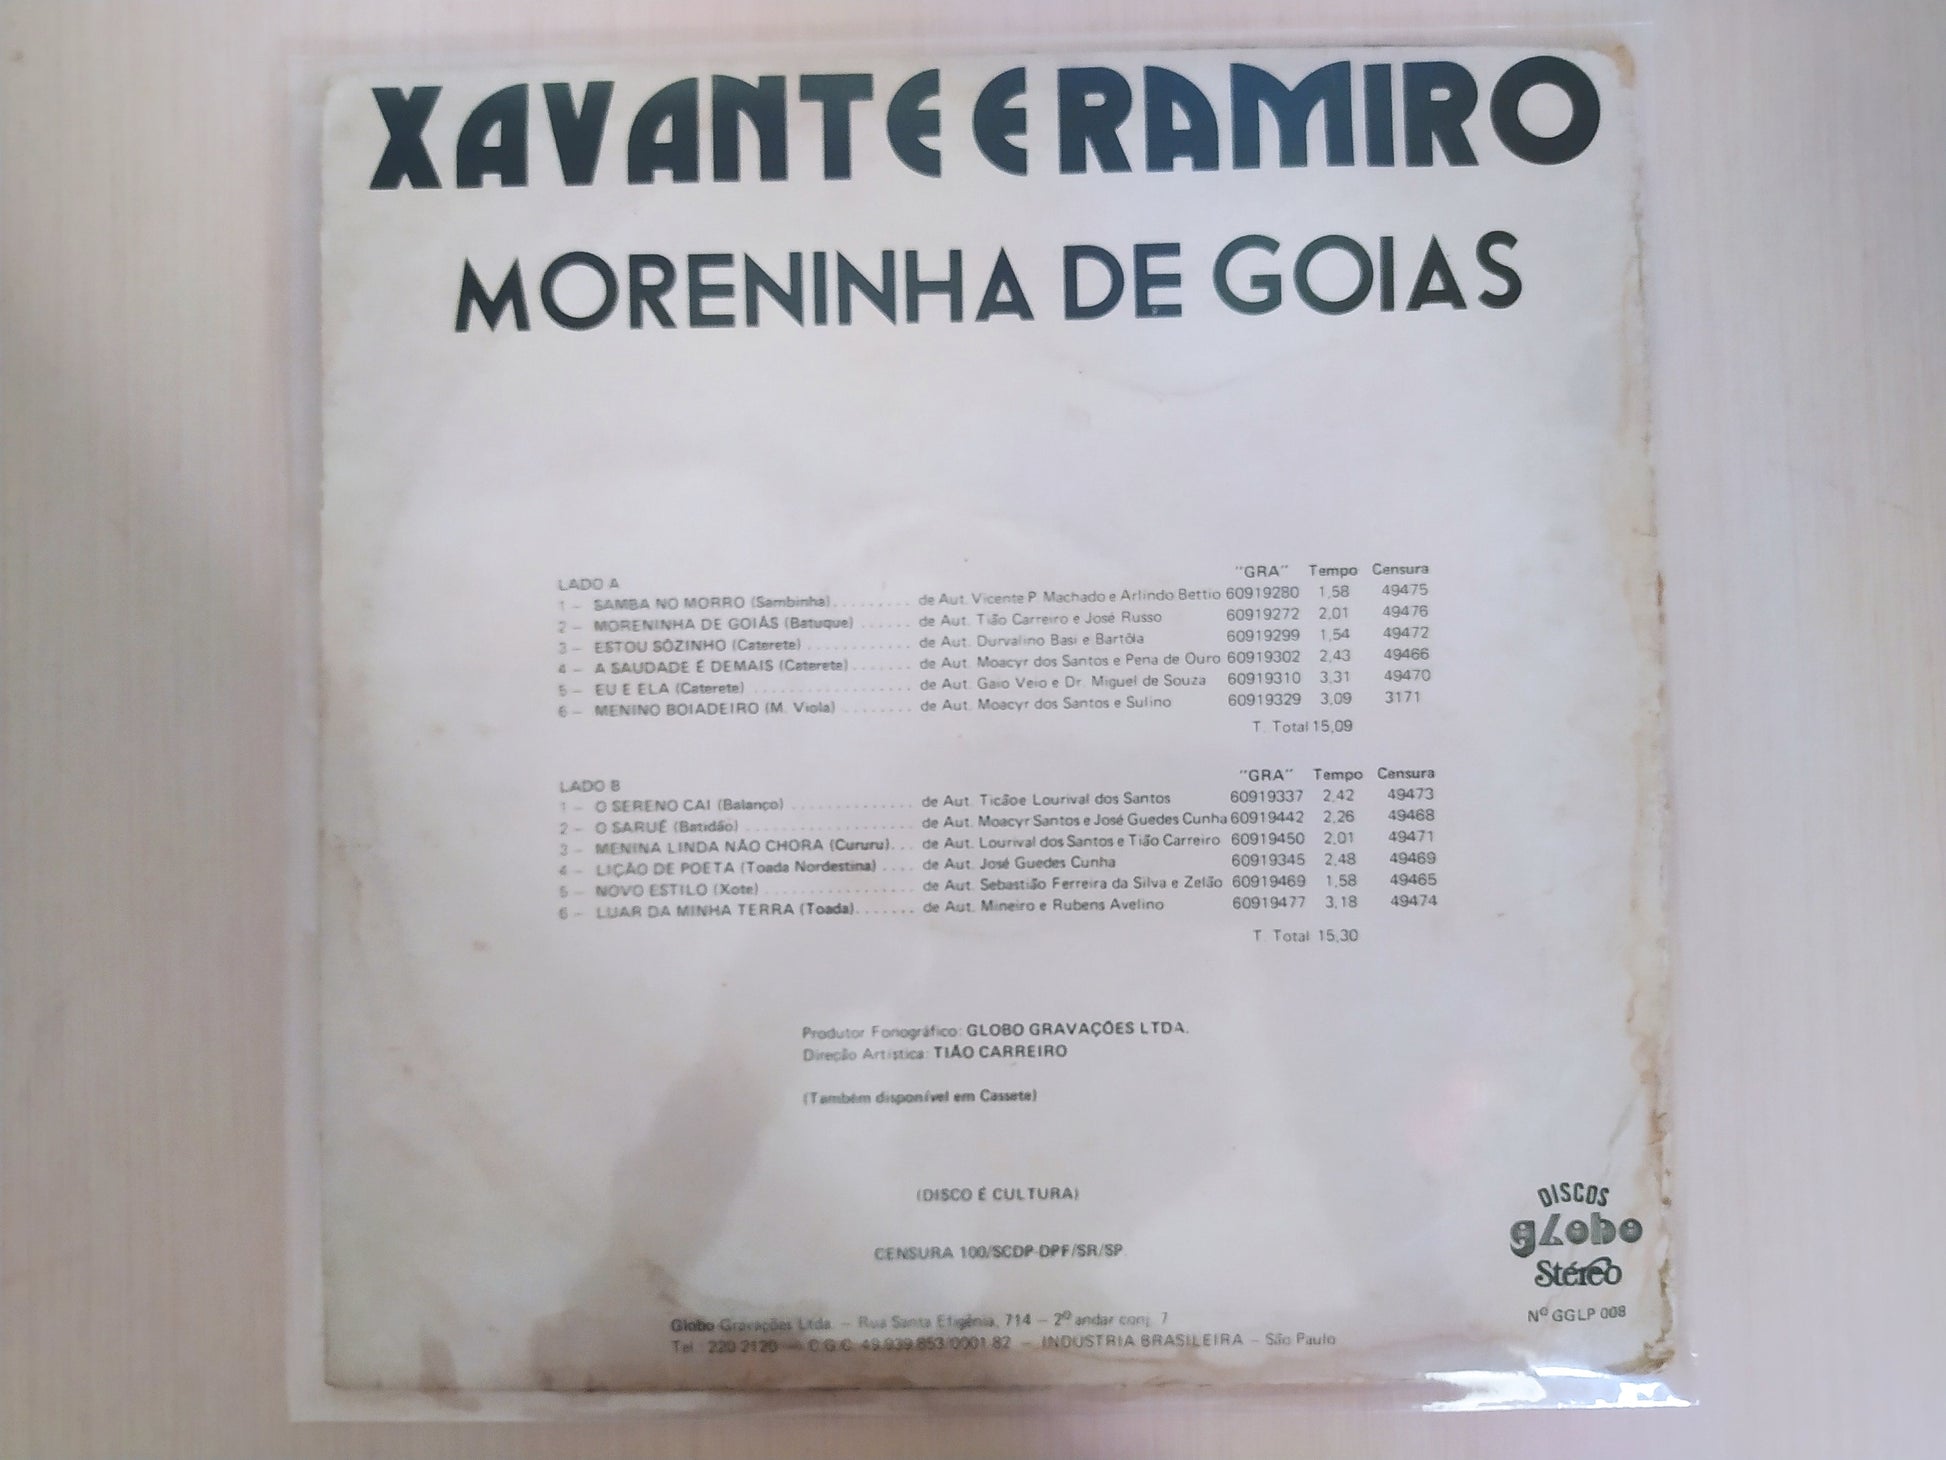 XAVANTE E RAMIRO
MORENINHA DE GOIAS
LADO A "GRA" Tempo Censura
1 - SAMBA NO MORRO (Sambinha) ......... de Aut. Vicente P. Machado e Arlindo Bettio 60919280 1,58 49475
2 - MORENINHA DE GOIÁS (Batuque) ...... de Aut. Tião Carreiro e José Russo 60919272 2,01 49476
3 - ESTOU SÔZINHO (Caterete) ............ de Aut. Durvalino Basi e Bartôla 60919299 1,54 49472
4 - A SAUDADE É DEMAIS (Caterete) ....... de Aut. Moacyr dos Santos e Pena de Ouro 60919302 2,43 49466
5 - EU E ELA (Caterete) .................. de Aut. Gaio Veio e Dr. Miguel de Souza 60919310 3,31 49470
6 - MENINO BOIADEIRO (M. Viola) ........ de Aut. Moacyr dos Santos e Sulino 60919329 3,09 3171
T. Total 15,09
LADO B "GRA" Tempo Censura
1 - O SERENO CAI (Balanço) .............. de Aut. Ticãoe Lourival dos Santos 60919337 2,42 49473
2 - O SARUÉ (Batidão) ................... de Aut. Moacyr Santos e José Guedes Cunha 60919442 2,26 49468
3 - MENINA LINDA NÃO CHORA (Cururu)... de Aut. Lourival dos Santos e Tião Carreiro 60919450 2,01 49471
4 - LIÇÃO DE POETA (Toada Nordestina) .... de Aut. José Guedes Cunha 60919345 2,48 49469
5 - NOVO ESTILO (Xote) ................. de Aut. Sebastião Ferreira da Silva e Zelão 60919469 1,58 49465
6 - LUAR DA MINHA TERRA (Toada)....... de Aut. Mineiro e Rubens Avelino 60919477 3,18 49474
T. Total 15,30
Produtor Fonográfico: GLOBO GRAVAÇÕES LTDA.
Direção Artística: TIÃO CARREIRO
(Também disponível em Cassete)
(DISCO É CULTURA)
CENSURA 100/SCDP-DPF/SR/SP
DISCOS
globo
Stéreo
Nº GGLP 008
Globo Gravações Ltda. - Rua Santa Efigênia, 714 - 2º andar conj. 7
Tel.: 220 2120 - C.G.C. 49.939.853/0001.82 - INDUSTRIA BRASILEIRA - São Paulo